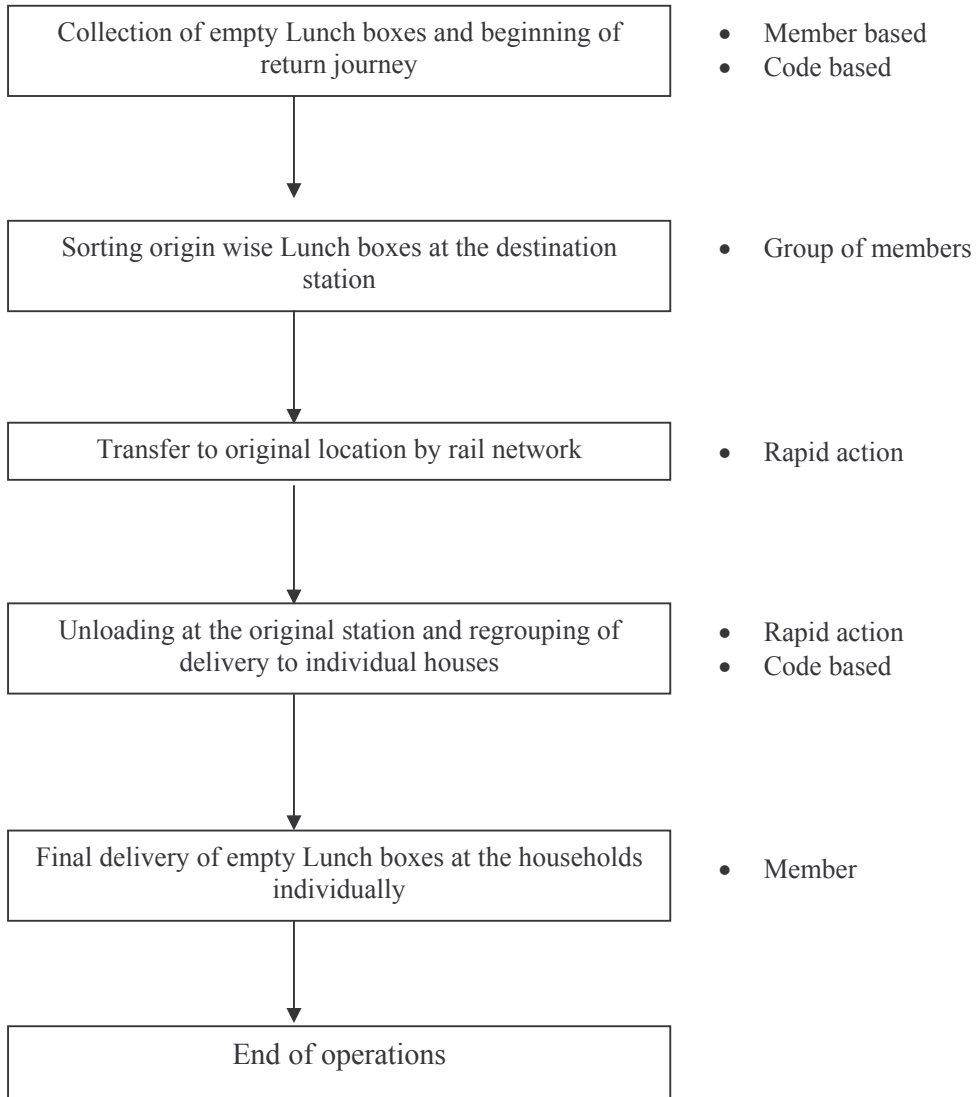 Collection of empty Lunch boxes and beginning of
return journey
• Member based
• Code based
Sorting origin wise Lunch boxes at the destination
station
• Group of members
Transfer to original location by rail network
• Rapid action
Unloading at the original station and regrouping of
delivery to individual houses
• Rapid action
• Code based
Final delivery of empty Lunch boxes at the households
individually
• Member
End of operations